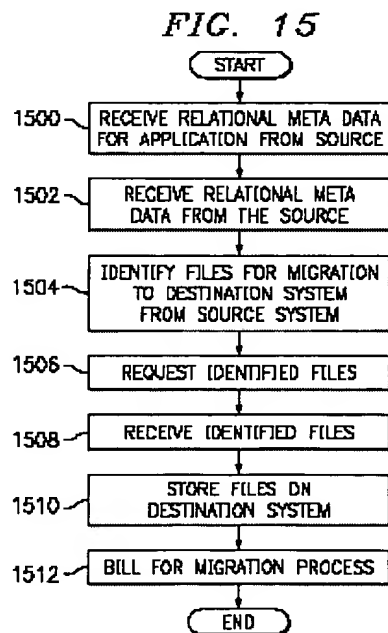 FIG. 15
START
1500
RECEIVE RELATIONAL META DATA
FOR APPLICATION FROM SOURCE
1502
RECEIVE RELATIONAL META
DATA FROM THE SOURCE
1504
IDENTIFY FILES FOR MIGRATION
TO DESTINATION SYSTEM
FROM SOURCE SYSTEM
1506
REQUEST IDENTIFIED FILES
1508
RECEIVE IDENTIFIED FILES
1510
STORE FILES ON
DESTINATION SYSTEM
1512
BILL FOR MIGRATION PROCESS
END